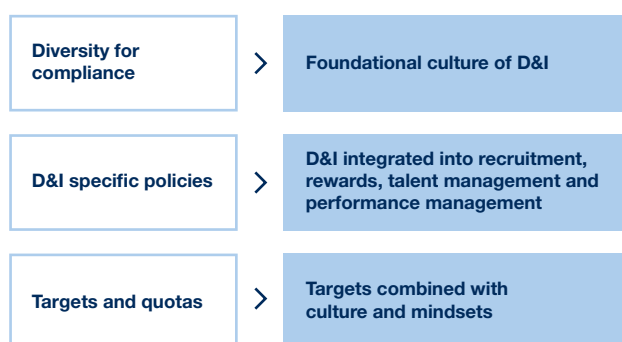 Diversity for
compliance
Foundational culture of D&I
D&I specific policies
D&I integrated into recruitment,
rewards, talent management and
performance management
Targets and quotas
Targets combined with
culture and mindsets